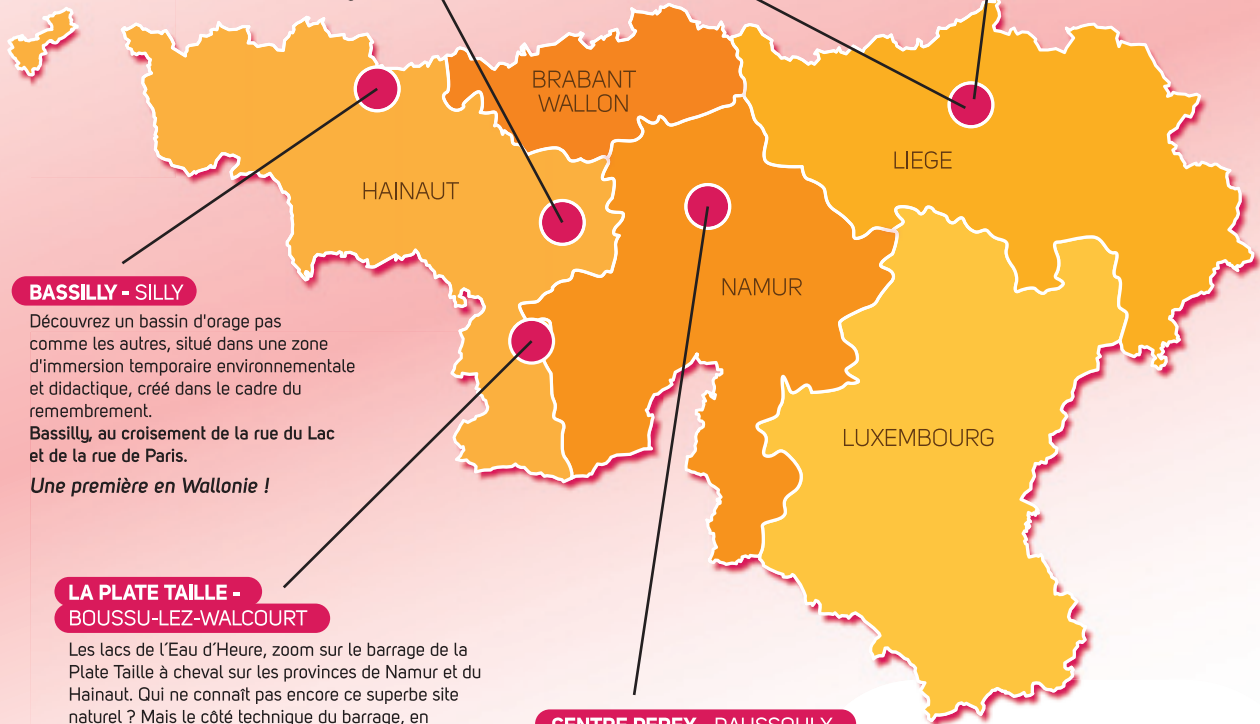 BRABANT
WALLON
LIEGE
HAINAUT
NAMUR
LUXEMBOURG
BASSILLY - SILLY
Découvrez un bassin d'orage pas
comme les autres, situé dans une zone
d'immersion temporaire environnementale
et didactique, créé dans le cadre du
remembrement.
Bassilly, au croisement de la rue du Lac
et de la rue de Paris.
Une première en Wallonie !
LA PLATE TAILLE -
BOUSSU-LEZ-WALCOURT
Les lacs de l'Eau d'Heure, zoom sur le barrage de la
Plate Taille à cheval sur les provinces de Namur et du
Hainaut. Qui ne connaît pas encore ce superbe site
naturel ? Mais le côté technique du barrage, en
CENTRE PEREX - DAUSSOULX